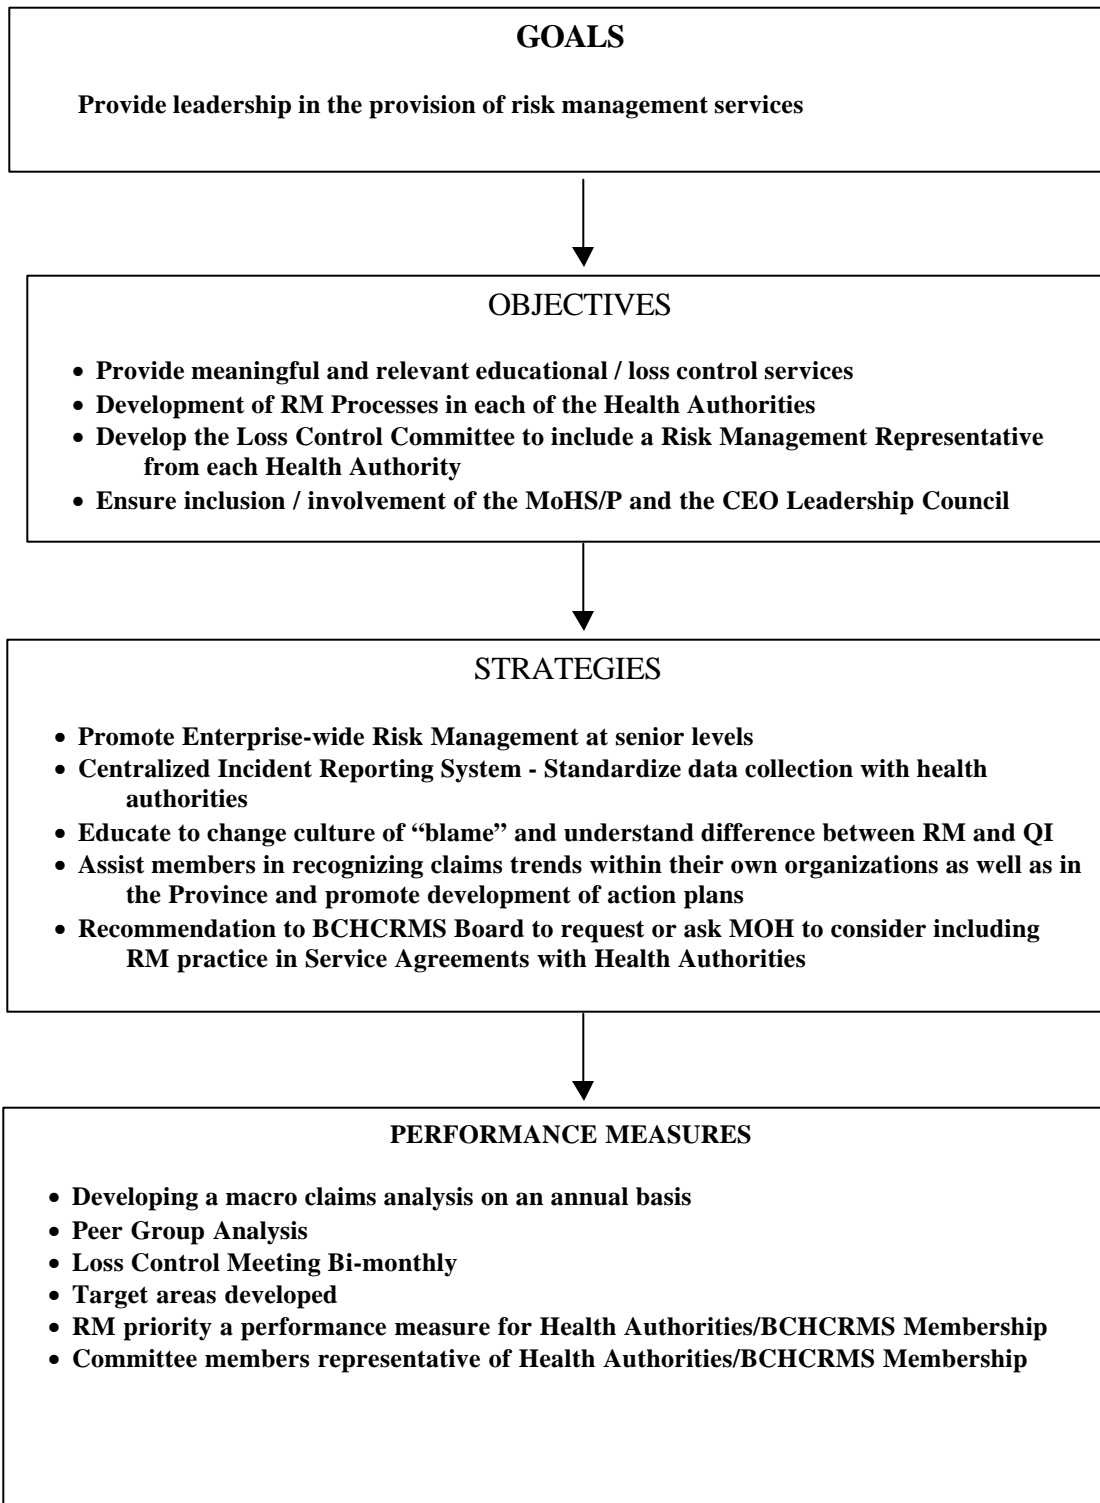 GOALS
Provide leadership in the provision of risk management services
OBJECTIVES
• Provide meaningful and relevant educational / loss control services
• Development of RM Processes in each of the Health Authorities
• Develop the Loss Control Committee to include a Risk Management Representative
from each Health Authority
• Ensure inclusion / involvement of the MoHS/P and the CEO Leadership Council
STRATEGIES
• Promote Enterprise-wide Risk Management at senior levels
• Centralized Incident Reporting System - Standardize data collection with health
authorities
• Educate to change culture of “blame” and understand difference between RM and QI
• Assist members in recognizing claims trends within their own organizations as well as in
the Province and promote development of action plans
• Recommendation to BCHCRMS Board to request or ask MOH to consider including
RM practice in Service Agreements with Health Authorities
PERFORMANCE MEASURES
• Developing a macro claims analysis on an annual basis
• Peer Group Analysis
• Loss Control Meeting Bi-monthly
• Target areas developed
• RM priority a performance measure for Health Authorities/BCHCRMS Membership
• Committee members representative of Health Authorities/BCHCRMS Membership